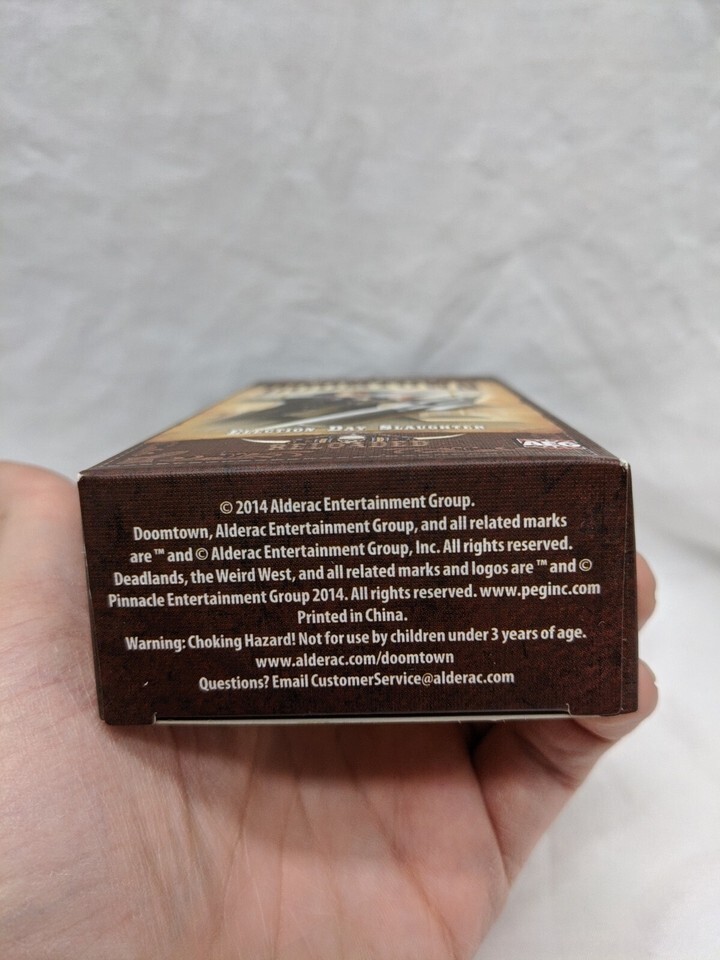 Election Day Slaughter
RELOADED
AEG
© 2014 Alderac Entertainment Group.
Doomtown, Alderac Entertainment Group, and all related marks
are ™ and © Alderac Entertainment Group, Inc. All rights reserved.
Deadlands, the Weird West, and all related marks and logos are ™ and ©
Pinnacle Entertainment Group 2014. All rights reserved. www.peginc.com
Printed in China.
Warning: Choking Hazard! Not for use by children under 3 years of age.
www.alderac.com/doomtown
Questions? Email CustomerService@alderac.com